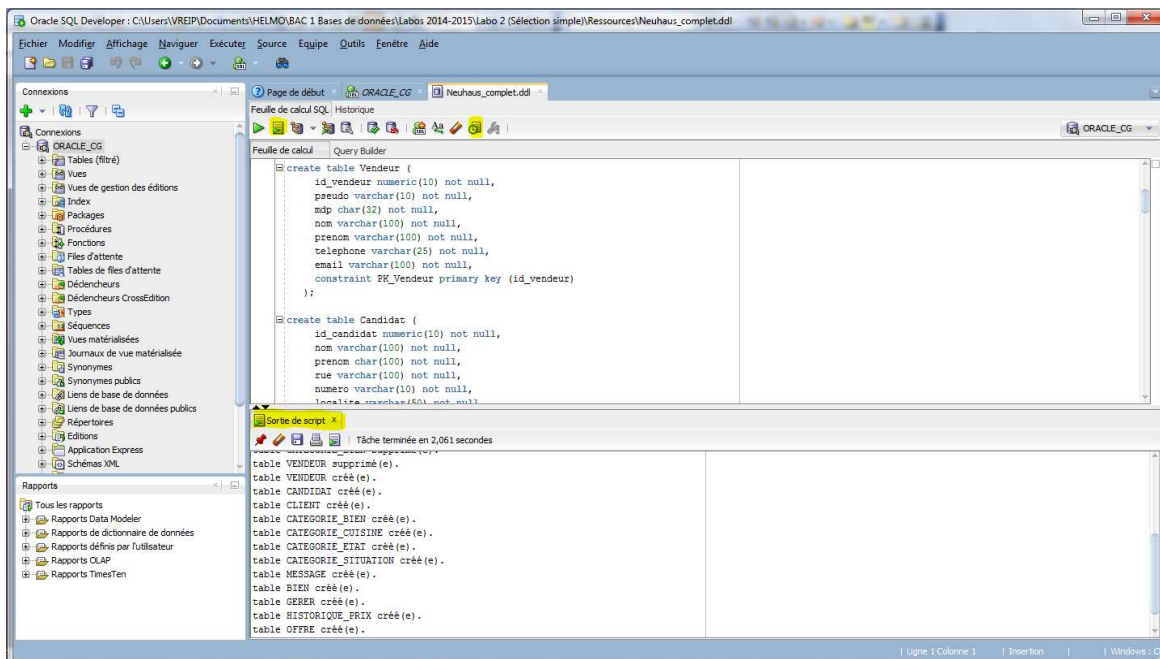 Oracle SQL Developer : C:\Users\VREIP\Documents\HELMO\BAC 1 Bases de données\Labos 2014-2015\Labo 2 (Sélection simple)\Ressources\Neuhaus_complet.ddl
Fichier Modifier Affichage Naviguer Exécuter Source Equipe Outils Fenêtre Aide
Connexions
Connexions
ORACLE_CG
Tables (filtré)
Vues
Vues de gestion des éditions
Index
Packages
Procédures
Fonctions
Files d'attente
Tables de files d'attente
Déclencheurs
Déclencheurs CrossEdition
Types
Séquences
Vues matérialisées
Journaux de vue matérialisée
Synonymes
Synonymes publics
Liens de base de données
Liens de base de données publics
Répertoires
Editions
Application Express
Schémas XML
Rapports
Tous les rapports
Rapports Data Modeler
Rapports de dictionnaire de données
Rapports définis par l'utilisateur
Rapports OLAP
Rapports TimesTen
Page de début ORACLE_CG Neuhaus_complet.ddl
Feuille de calcul SQL Historique
ORACLE_CG
Feuille de calcul Query Builder
create table Vendeur (
id_vendeur numeric(10) not null,
pseudo varchar(10) not null,
mdp char(32) not null,
nom varchar(100) not null,
prenom varchar(100) not null,
telephone varchar(25) not null,
email varchar(100) not null,
constraint PK_Vendeur primary key (id_vendeur)
);
create table Candidat (
id_candidat numeric(10) not null,
nom varchar(100) not null,
prenom char(100) not null,
rue varchar(100) not null,
numero varchar(10) not null,
localite varchar(50) not null
Sortie de script
Tâche terminée en 2,061 secondes
table CATEGORIE_BIEN supprimé(e).
table VENDEUR supprimé(e).
table VENDEUR créé(e).
table CANDIDAT créé(e).
table CLIENT créé(e).
table CATEGORIE_BIEN créé(e).
table CATEGORIE_CUISINE créé(e).
table CATEGORIE_ETAT créé(e).
table CATEGORIE_SITUATION créé(e).
table MESSAGE créé(e).
table BIEN créé(e).
table GERER créé(e).
table HISTORIQUE_PRIX créé(e).
table OFFRE créé(e).
Ligne 1 Colonne 1 Insertion Windows : C